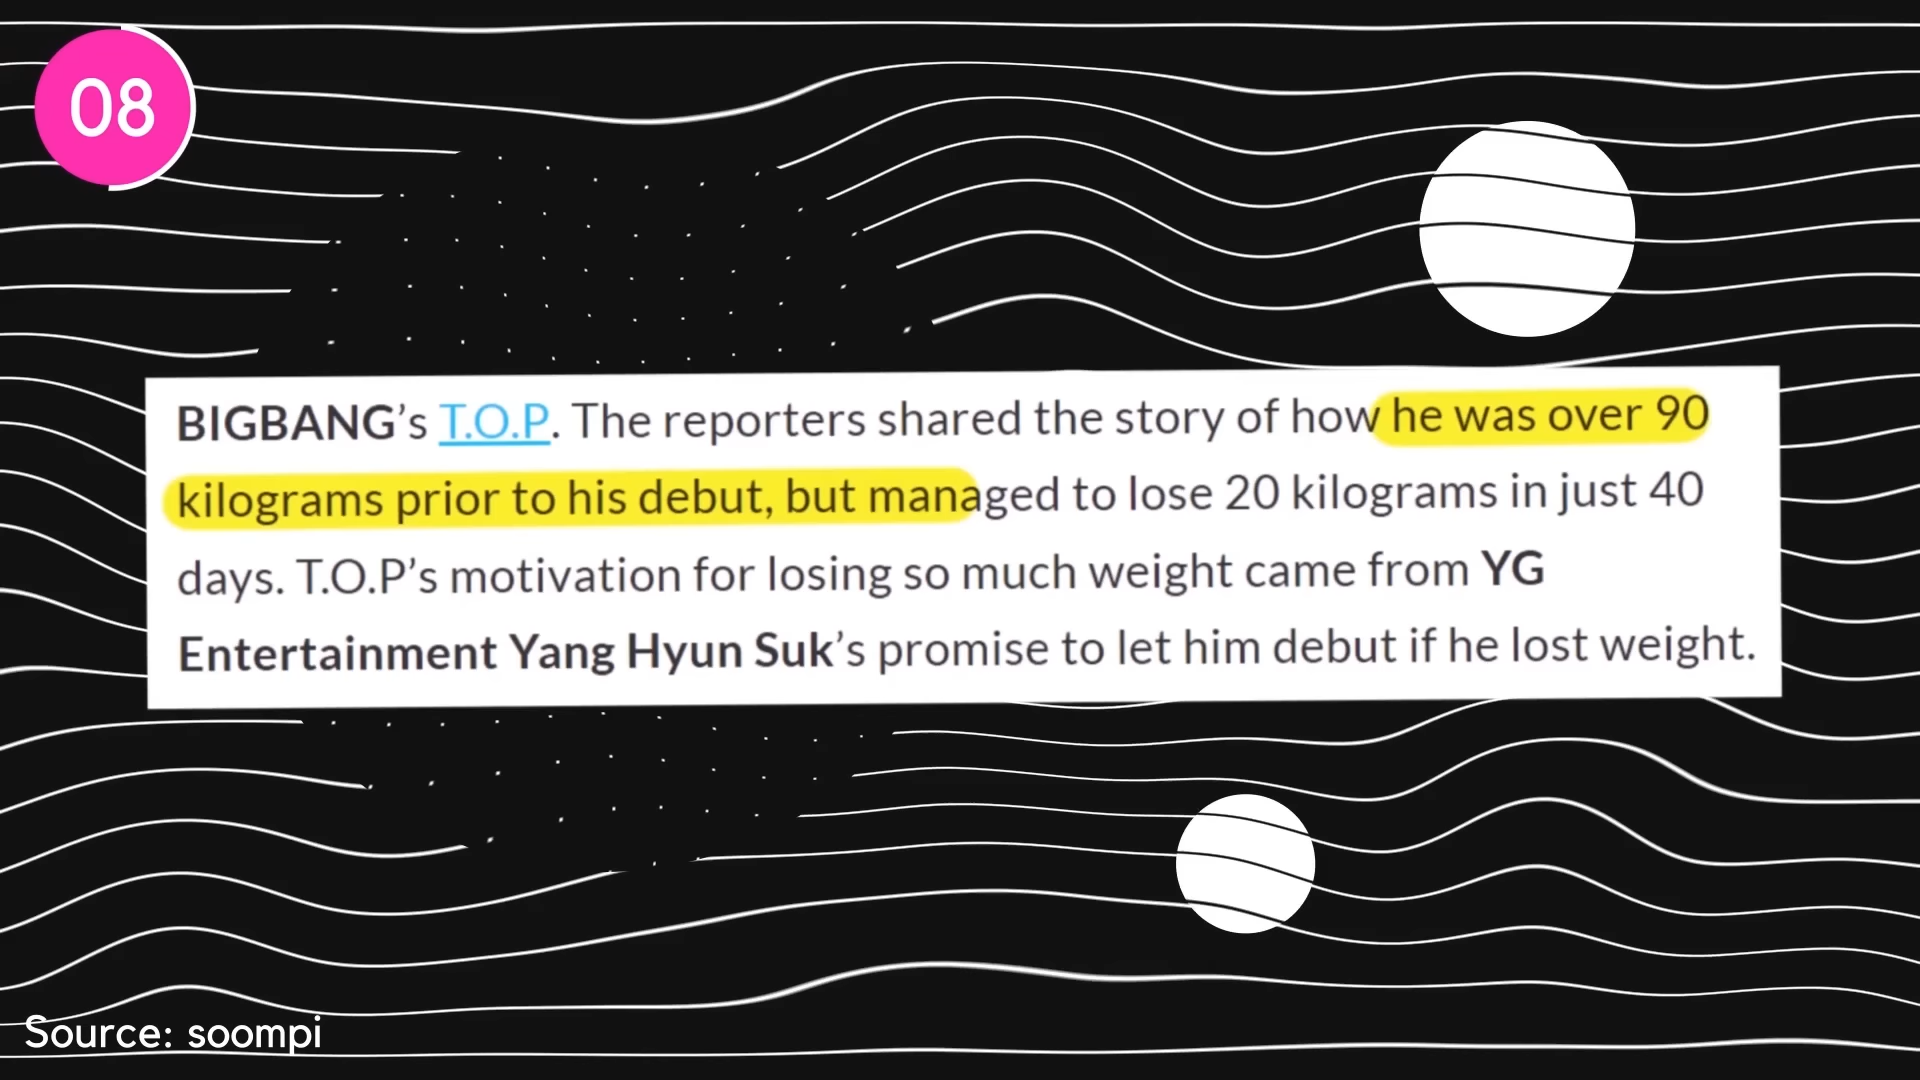 08
BIGBANG’s T.O.P. The reporters shared the story of how he was over 90
kilograms prior to his debut, but managed to lose 20 kilograms in just 40
days. T.O.P’s motivation for losing so much weight came from YG
Entertainment Yang Hyun Suk’s promise to let him debut if he lost weight.
Source: soompi